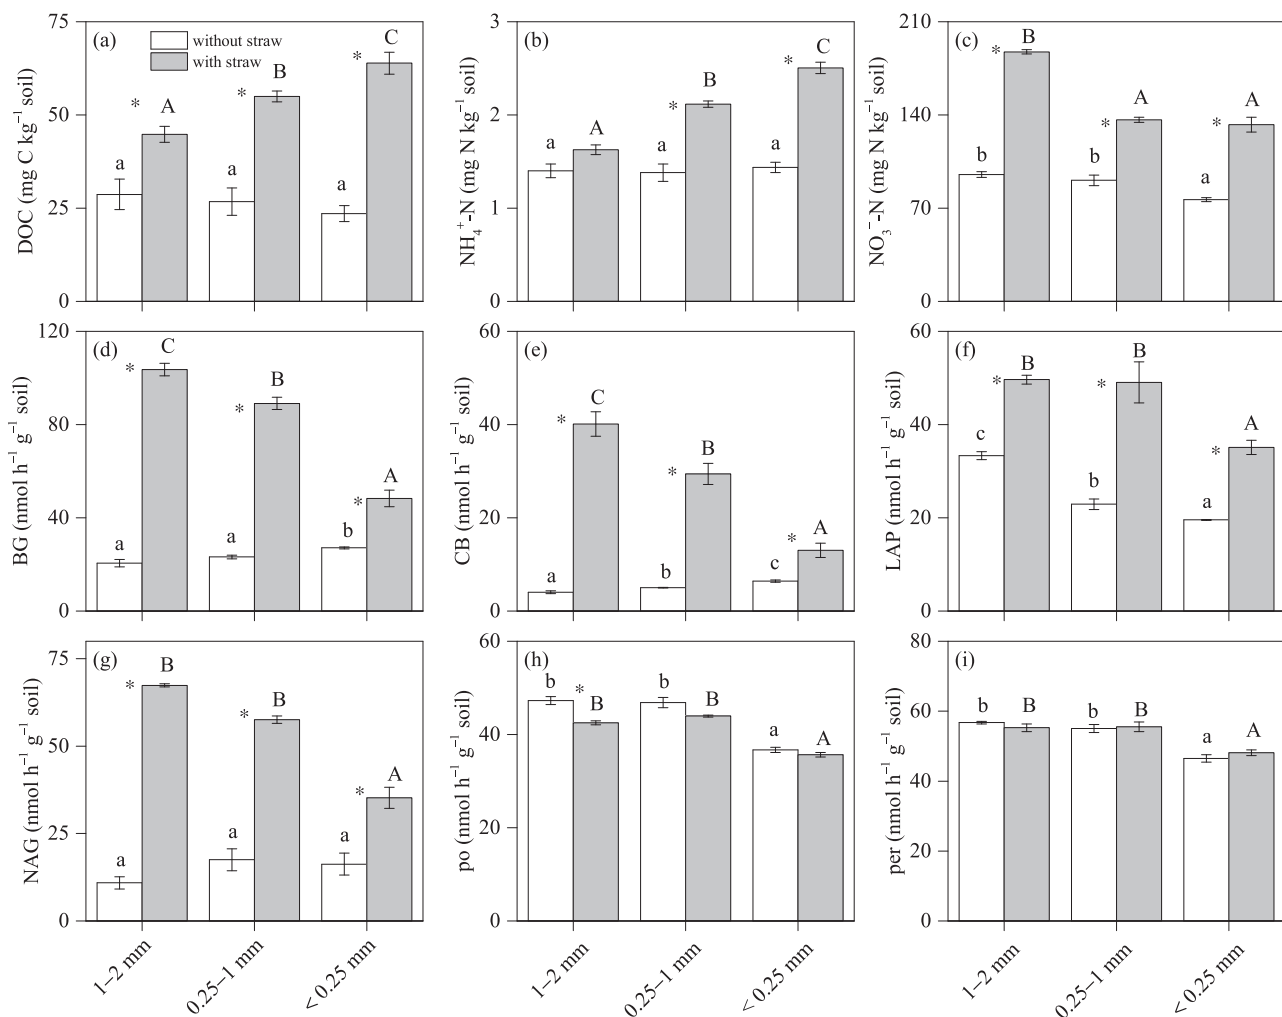 (a)
without straw
with straw
DOC (mg C kg⁻¹ soil)
75
50
25
0
a
*
A
a
*
B
a
*
C
(b)
NH₄⁺-N (mg N kg⁻¹ soil)
3
2
1
0
a
A
a
*
B
a
*
C
(c)
NO₃⁻-N (mg N kg⁻¹ soil)
210
140
70
0
b
*
B
b
*
A
a
*
A
(d)
BG (nmol h⁻¹ g⁻¹ soil)
120
80
40
0
a
*
C
a
*
B
b
*
A
(e)
CB (nmol h⁻¹ g⁻¹ soil)
60
40
20
0
a
*
C
b
*
B
c
*
A
(f)
LAP (nmol h⁻¹ g⁻¹ soil)
60
40
20
0
c
*
B
b
*
B
a
*
A
(g)
NAG (nmol h⁻¹ g⁻¹ soil)
75
50
25
0
a
*
B
a
*
B
a
*
A
1−2 mm
0.25−1 mm
< 0.25 mm
(h)
po (nmol h⁻¹ g⁻¹ soil)
60
40
20
0
b
*
B
b
B
a
A
1−2 mm
0.25−1 mm
< 0.25 mm
(i)
per (nmol h⁻¹ g⁻¹ soil)
80
60
40
20
0
b
B
b
B
a
A
1−2 mm
0.25−1 mm
< 0.25 mm